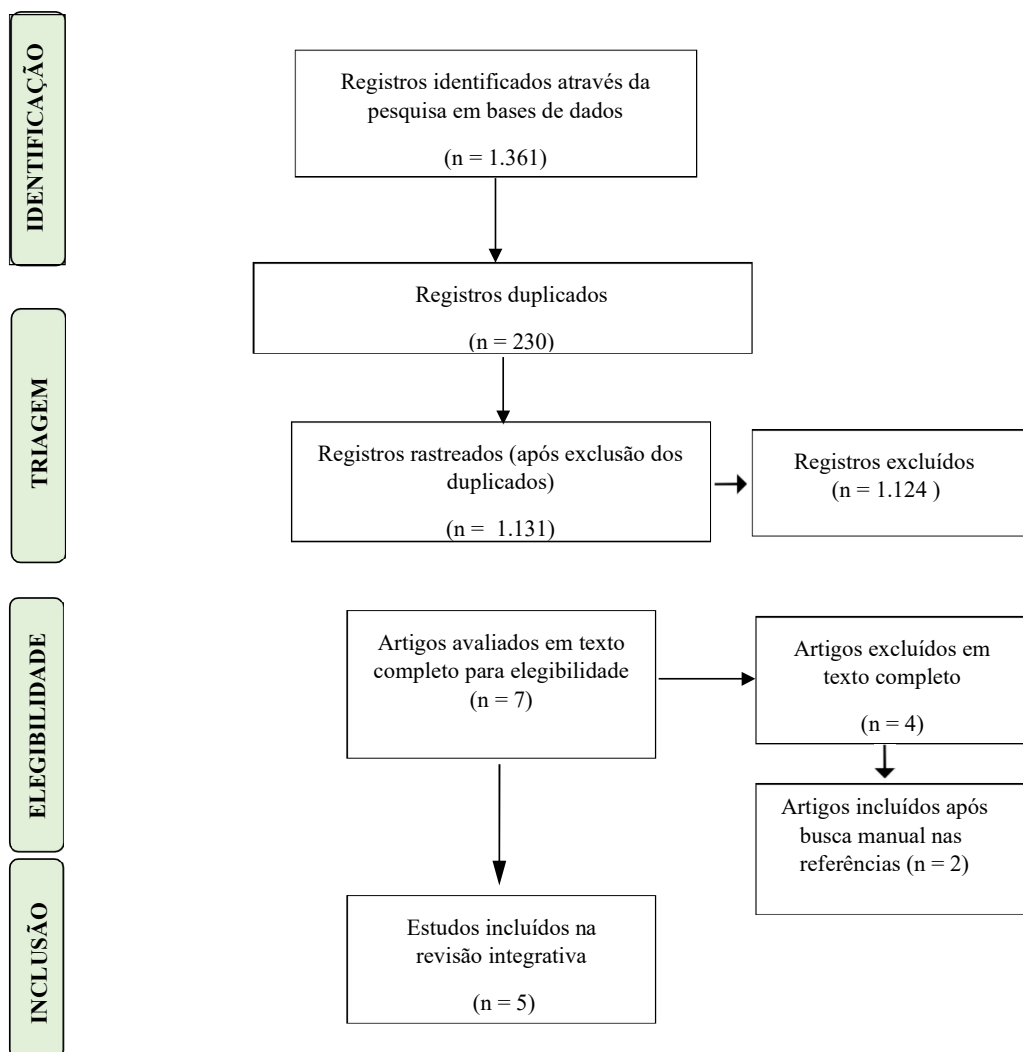 IDENTIFICAÇÃO
Registros identificados através da
pesquisa em bases de dados
(n = 1.361)
Registros duplicados
(n = 230)
TRIAGEM
Registros rastreados (após exclusão dos
duplicados)
(n = 1.131)
Registros excluídos
(n = 1.124 )
ELEGIBILIDADE
Artigos avaliados em texto
completo para elegibilidade
(n = 7)
Artigos excluídos em
texto completo
(n = 4)
Artigos incluídos após
busca manual nas
referências (n = 2)
INCLUSÃO
Estudos incluídos na
revisão integrativa
(n = 5)